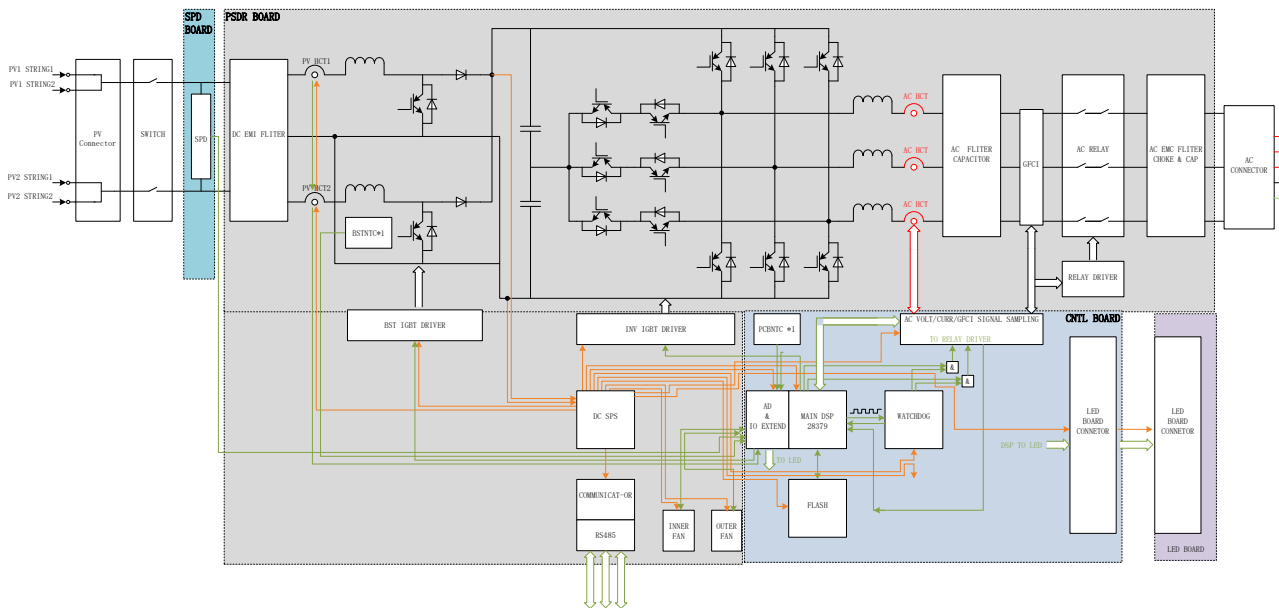 SPD
BOARD
PSDR BOARD
PV1 STRING1
PV1 STRING2
PV2 STRING1
PV2 STRING2
PV
Connector
SWITCH
SPD
DC EMI FLITER
PV HCT1
PV HCT2
BSTNTC*1
AC HCT
AC HCT
AC HCT
AC FLITER
CAPACITOR
GFCI
AC RELAY
AC EMC FLITER
CHOKE & CAP
AC
CONNECTOR
RELAY DRIVER
BST IGBT DRIVER
INV IGBT DRIVER
PCBNTC *1
AC VOLT/CURR/GFCI SIGNAL SAMPLING
CNTL BOARD
TO RELAY DRIVER
&
&
DC SPS
AD
&
IO EXTEND
MAIN DSP
28379
WATCHDOG
LED
BOARD
CONNETOR
LED
BOARD
CONNETOR
DSP TO LED
TO LED
COMMUNICAT-OR
RS485
INNER
FAN
OUTER
FAN
FLASH
LED BOARD